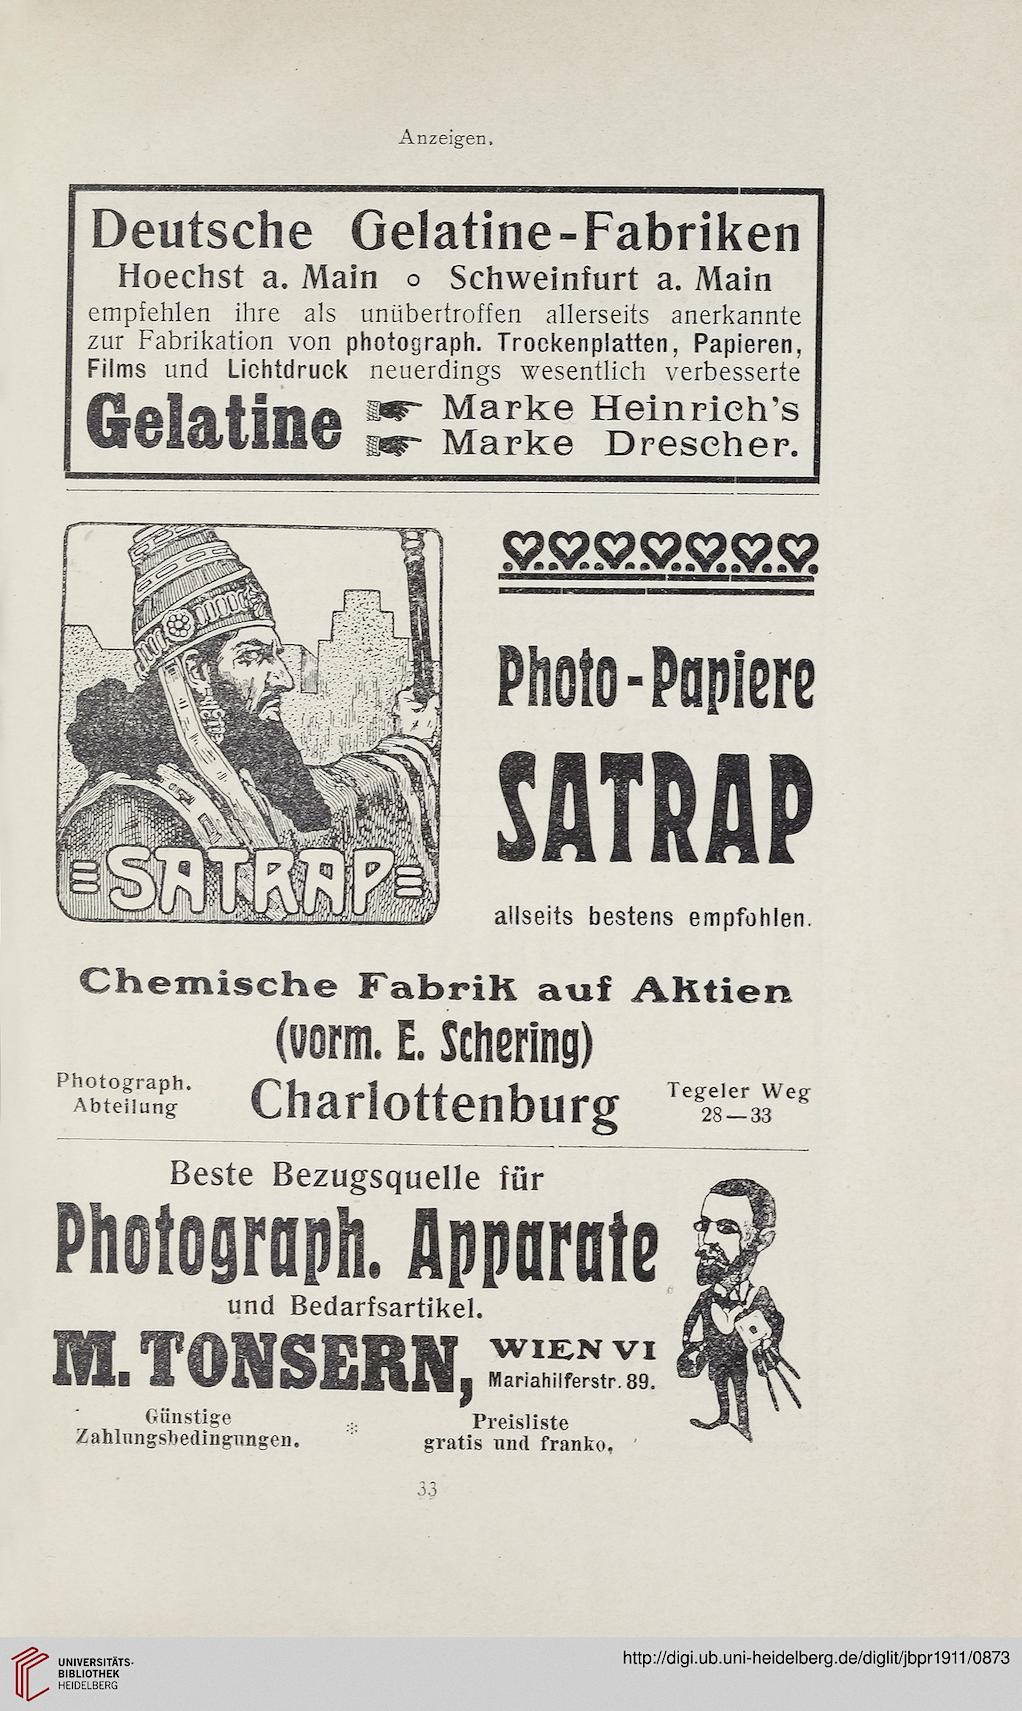 Anzeigen.
Deutsche Gelatine-Fabriken
Hoechst a. Main o Schweinfurt a. Main
empfehlen ihre als unübertroffen allerseits anerkannte
zur Fabrikation von photograph. Trockenplatten, Papieren,
Films und Lichtdruck neuerdings wesentlich verbesserte
Gelatine ☛ Marke Heinrich's
☛ Marke Drescher.
SATRAP
Photo-Papiere
SATRAP
allseits bestens empfohlen.
Chemische Fabrik auf Aktien
(vorm. E. Schering)
Photograph.
Abteilung
Charlottenburg
Tegeler Weg
28—33
Beste Bezugsquelle für
Photograph. Apparate
und Bedarfsartikel.
M. TONSERN, WIEN VI
Mariahilferstr. 89.
Günstige
Zahlungsbedingungen.
Preisliste
gratis und franko.
33
UNIVERSITÄTS-
BIBLIOTHEK
HEIDELBERG
http://digi.ub.uni-heidelberg.de/diglit/jbpr1911/0873